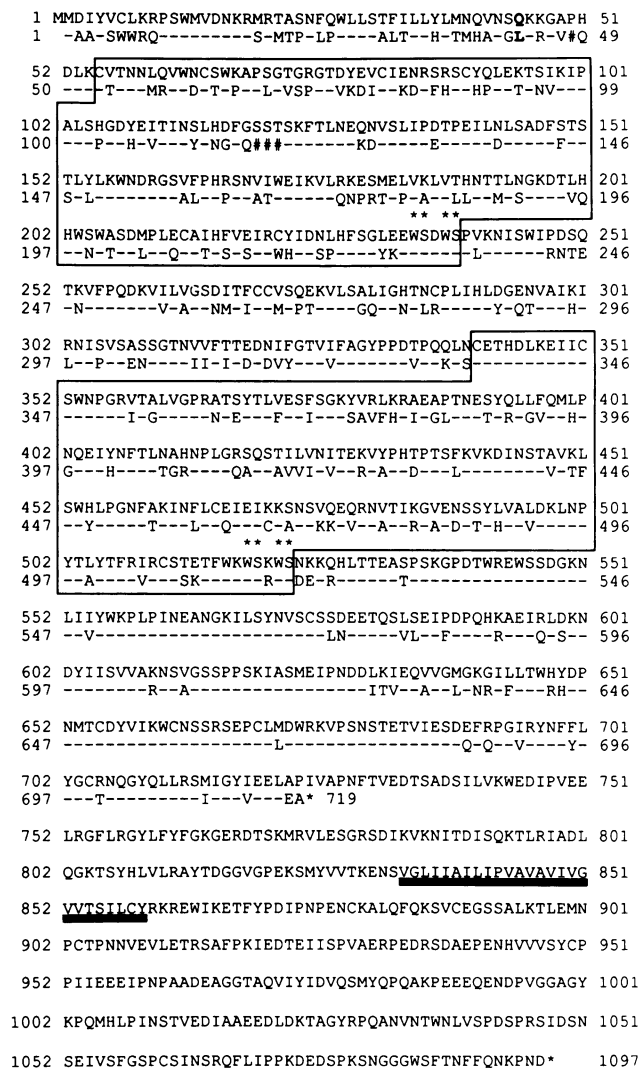 1 MMDIYVCLKRPSWMVDNKRMRTASNFQWLLSTFILLYLMNQVNSQKKGAPH 51
1 -AA-SWWRQ----------S-MTP-LP----ALT--H-TMHA-GL-R-V#Q 49
52 DLKCVTNNLQVWNCSWKAPSGTGRGTDYEVCIENRSRSCYQLEKTSIKIP 101
50 ----T---MR--D-T-P--L-VSP--VKDI---KD-FH--HP--T-NV-- 99
102 ALSHGDYEITINSLHDFGSSTSKFTLNEQNVSLIPDTPEILNLSADFSTS 151
100 ---P--H-V---Y-NG-Q###--------KD----E-----D-----F-- 146
152 TLYLKWNDRGSVFPHRSNVIWEIKVLRKESMELVKLVTHNTTLNGKDTLH 201
147 S-L--------AL--P--AT------QNPRT-P-A--LL--M-S----VQ 196
** **
202 HWSWASDMPLECAIHFVEIRCYIDNLHFSGLEEWSDWSPVKNISWIPDSQ 251
197 --N-T--L--Q--T-S-S--WH--SP---YK-------L------RNTE 246
252 TKVFPQDKVILVGSDITFCCVSQEKVLSALIGHTNCPLIHLDGENVAIKI 301
247 -N------V-A--NM-I--M-PT-----GQ--N-LR----Y-QT---H- 296
302 RNISVSASSGTNVVFTTEDNIFGTVIFAGYPPDTPQQLNCETHDLKEIIC 351
297 L--P--EN----II-I-D-DVY---V-------V--K-S----------- 346
352 SWNPGRVTALVGPRATSYTLVESFSGKYVRLKRAEAPTNESYQLLFQMLP 401
347 -----I-G-----N-E---F--I---SAVFH-IGL-T-R-GV--H- 396
402 NQEIYNFTLNAHNPLGRSQSTILVNITEKVYPHTPTSFKVKDINSTAVKL 451
397 G---H----TGR---QA--AVVI-V--R-A--D--L---------V-TF 446
452 SWHLPGNFAKINFLCEIEIKKSNSVQEQRNVTIKGVENSSYLVALDKLNP 501
447 --Y-----T---L--Q---C-A---KK-V--A--R-AD-T-H--V----- 496
** **
502 YTLYTFRIRCSTETFWKWSKWSNKKQHLTTEASPSKGPDTWREWSSDGKN 551
497 --A----V---SK------R--DE-R------T----------------- 546
552 LIIYWKPLPINEANGKILSYNVSCSSDEETQSLSEIPDPQHKAEIRLDKN 601
547 --V---------------------LN-----VL--F----R---Q-S-- 596
602 DYIISVVAKNSVGSSPPSKIASMEIPNDDLKIEQVVGMGKGILLTWHYDP 651
597 -------R--A-----------------ITV--A--L-NR-F---RH-- 646
652 NMTCDYVIKWCNSSRSEPCLMDWRKVPSNSTETVIESDEFRPGIRYNFFL 701
647 --------------------L-----------------Q-Q--V----Y- 696
702 YGCRNQGYQLLRSMIGYIEELAPIVAPNFTVEDTSADSILVKWEDIPVEE 751
697 ---T----------I---V---EA* 719
752 LRGFLRGYLFYFGKGERDTSKMRVLESGRSDIKVKNITDISQKTLRIADL 801
802 QGKTSYHLVLRAYTDGGVGPEKSMYVVTKENSVGLIIAILIPVAVAVIVG 851
852 VVTSILCYRKREWIKETFYPDIPNPENCKALQFQKSVCEGSSALKTLEMN 901
902 PCTPNNVEVLETRSAFPKIEDTEIISPVAERPEDRSDAEPENHVVVSYCP 951
952 PIIEEEIPNPAADEAGGTAQVIYIDVQSMYQPQAKPEEEQENDPVGGAGY 1001
1002 KPQMHLPINSTVEDIAAEEDLDKTAGYRPQANVNTWNLVSPDSPRSIDSN 1051
1052 SEIVSFGSPCSINSRQFLIPPKDEDSPKSNGGGWSFTNFFQNKPND* 1097